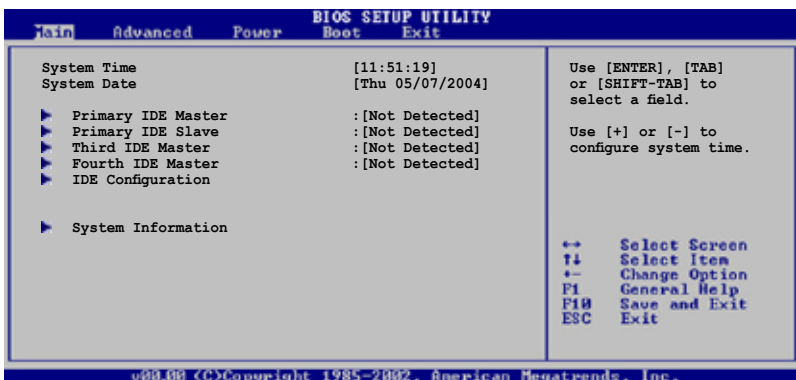 BIOS SETUP UTILITY
Main Advanced Power Boot Exit
System Time [11:51:19]
System Date [Thu 05/07/2004]
Primary IDE Master :[Not Detected]
Primary IDE Slave :[Not Detected]
Third IDE Master :[Not Detected]
Fourth IDE Master :[Not Detected]
IDE Configuration
System Information
Use [ENTER], [TAB]
or [SHIFT-TAB] to
select a field.
Use [+] or [-] to
configure system time.
↔ Select Screen
↑↓ Select Item
+- Change Option
F1 General Help
F10 Save and Exit
ESC Exit
v00.00 (C)Copyright 1985-2002, American Megatrends, Inc.